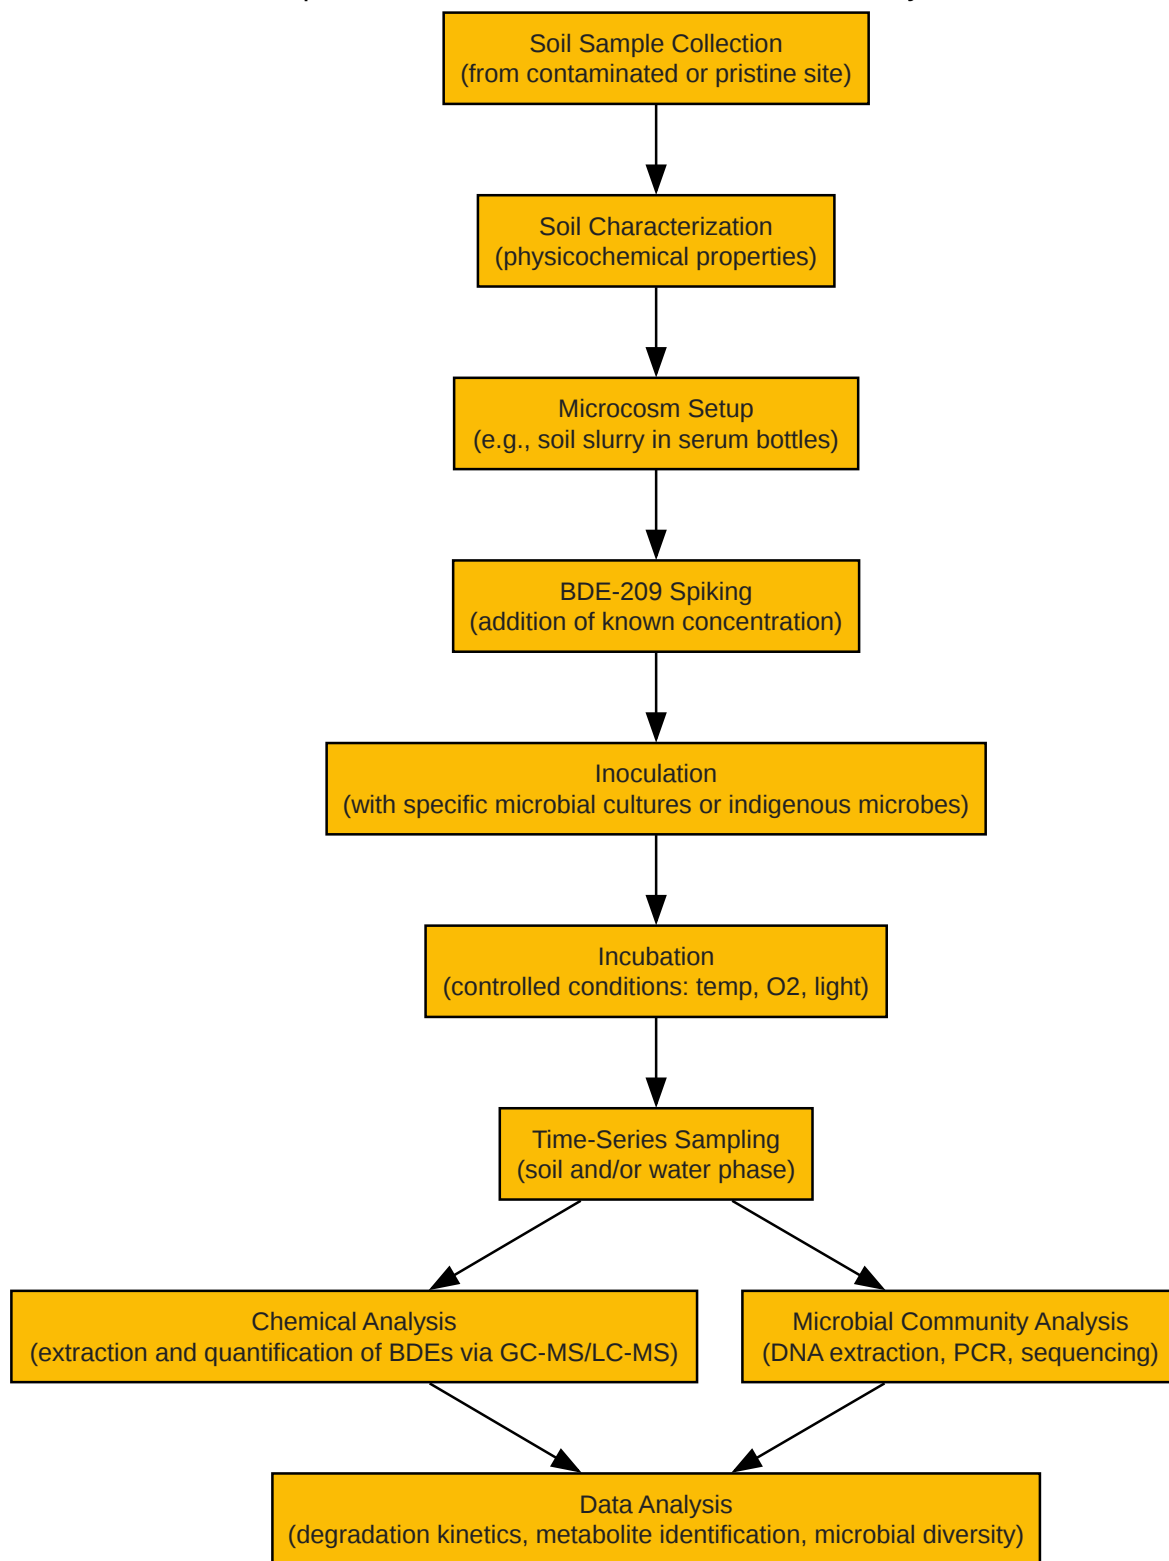 Soil Sample Collection
(from contaminated or pristine site)
Soil Characterization
(physicochemical properties)
Microcosm Setup
(e.g., soil slurry in serum bottles)
BDE-209 Spiking
(addition of known concentration)
Inoculation
(with specific microbial cultures or indigenous microbes)
Incubation
(controlled conditions: temp, O2, light)
Time-Series Sampling
(soil and/or water phase)
Chemical Analysis
(extraction and quantification of BDEs via GC-MS/LC-MS)
Microbial Community Analysis
(DNA extraction, PCR, sequencing)
Data Analysis
(degradation kinetics, metabolite identification, microbial diversity)